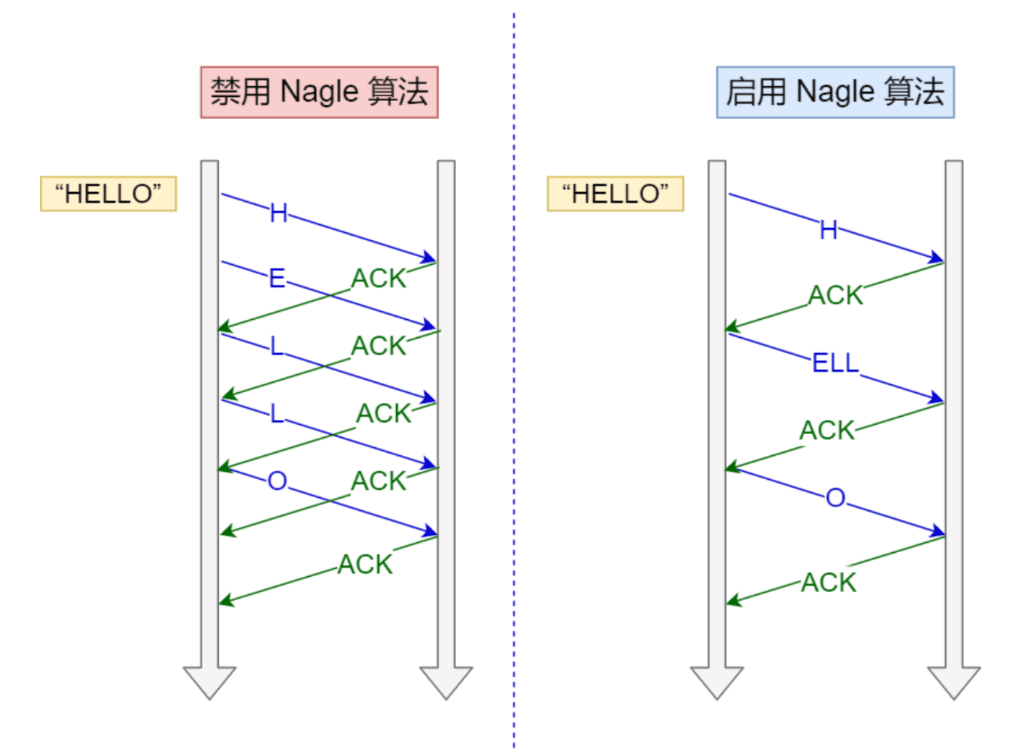 禁用 Nagle 算法
“HELLO”
H
ACK
E
ACK
L
ACK
L
ACK
O
ACK
启用 Nagle 算法
“HELLO”
H
ACK
ELL
ACK
O
ACK